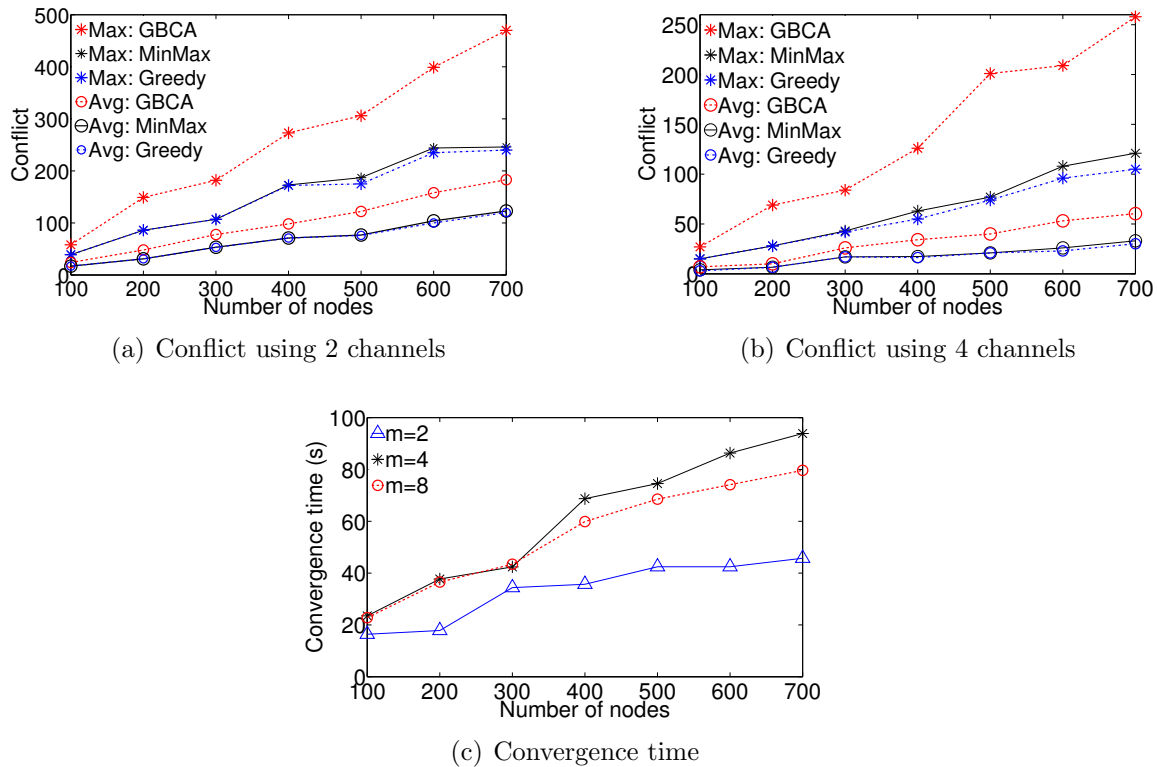 500
400
300
200
100
0
Conflict
Max: GBCA
Max: MinMax
Max: Greedy
Avg: GBCA
Avg: MinMax
Avg: Greedy
100 200 300 400 500 600 700
Number of nodes
(a) Conflict using 2 channels
250
200
150
100
50
0
Conflict
Max: GBCA
Max: MinMax
Max: Greedy
Avg: GBCA
Avg: MinMax
Avg: Greedy
100 200 300 400 500 600 700
Number of nodes
(b) Conflict using 4 channels
100
80
60
40
20
0
Convergence time (s)
m=2
m=4
m=8
100 200 300 400 500 600 700
Number of nodes
(c) Convergence time